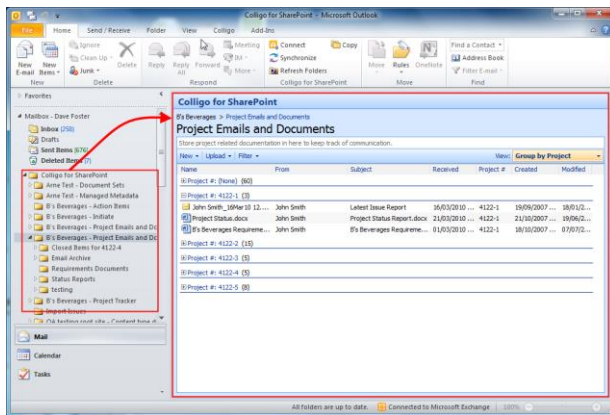 Colligo for SharePoint - Microsoft Outlook
File Home Send / Receive Folder View Colligo Add-Ins
New E-mail
New Items
Ignore
Clean Up
Junk
Delete
Reply
Reply All
Forward
Meeting
IM
More
Connect
Copy
Synchronize
Refresh Folders
Move
Rules
OneNote
Find a Contact
Address Book
Filter E-mail
New Delete Respond Colligo for SharePoint Move Find
Favorites
Mailbox - Dave Foster
Inbox (250)
Drafts
Sent Items [676]
Deleted Items
Colligo for SharePoint
Arne Test - Document Sets
Arne Test - Managed Metadata
B's Beverages - Action Items
B's Beverages - Initiate
B's Beverages - Project Emails and Do
B's Beverages - Project Emails and Dc
Closed Items for 4122-4
Email Archive
Requirements Documents
Status Reports
testing
B's Beverages - Project Tracker
Import Issues
Mail
Calendar
Tasks
Colligo for SharePoint
B's Beverages > Project Emails and Documents
Project Emails and Documents
Store project related documentation in here to keep track of communication.
New Upload Filter View: Group by Project
Name From Subject Received Project # Created Modified
Project #: (None) (60)
Project #: 4122-1 (3)
John Smith_16Mar10 12.... John Smith Latest Issue Report 16/03/2010 ... 4122-1 19/09/2007 ... 18/01/2...
Project Status.docx John Smith Project Status Report.docx 21/03/2010 ... 4122-1 21/10/2007 ... 19/06/2...
B's Beverages Requireme... John Smith B's Beverages Requireme... 01/03/2010 ... 4122-1 18/10/2007 ... 07/07/2...
Project #: 4122-2 (15)
Project #: 4122-3 (5)
Project #: 4122-4 (5)
Project #: 4122-5 (8)
All folders are up to date. Connected to Microsoft Exchange 100%